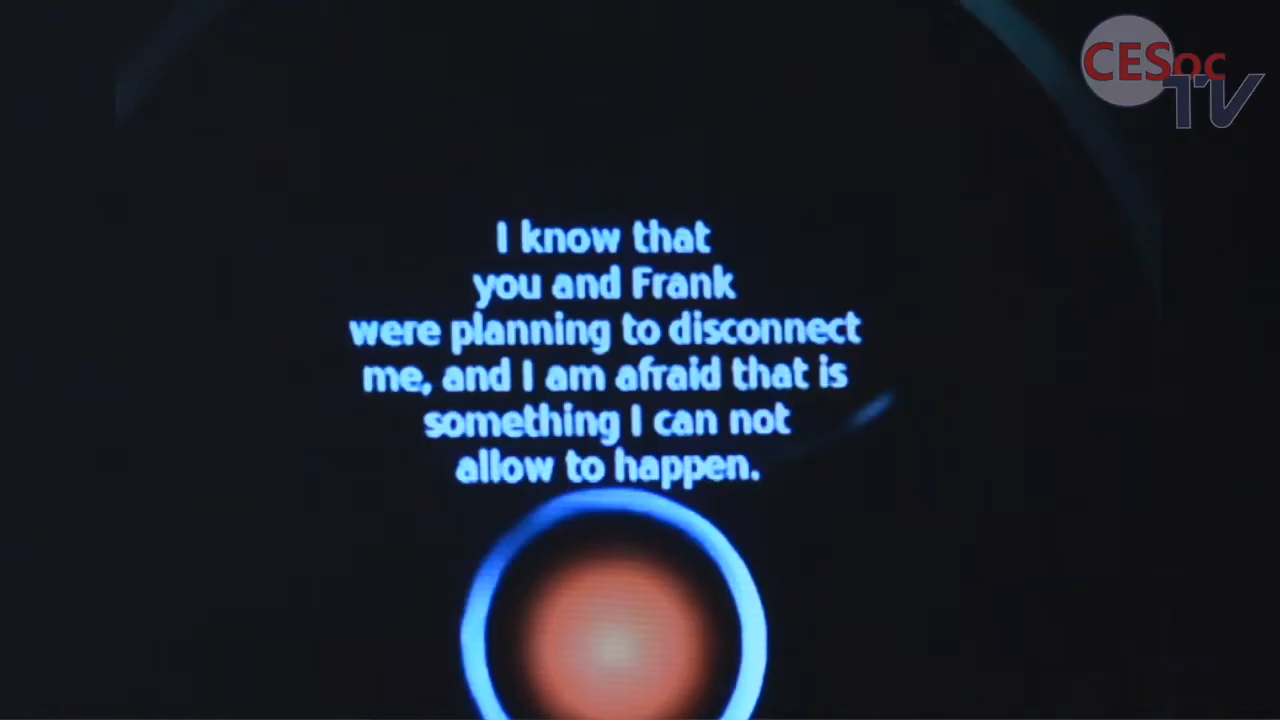 CESoc
TV
I know that
you and Frank
were planning to disconnect
me, and I am afraid that is
something I can not
allow to happen.